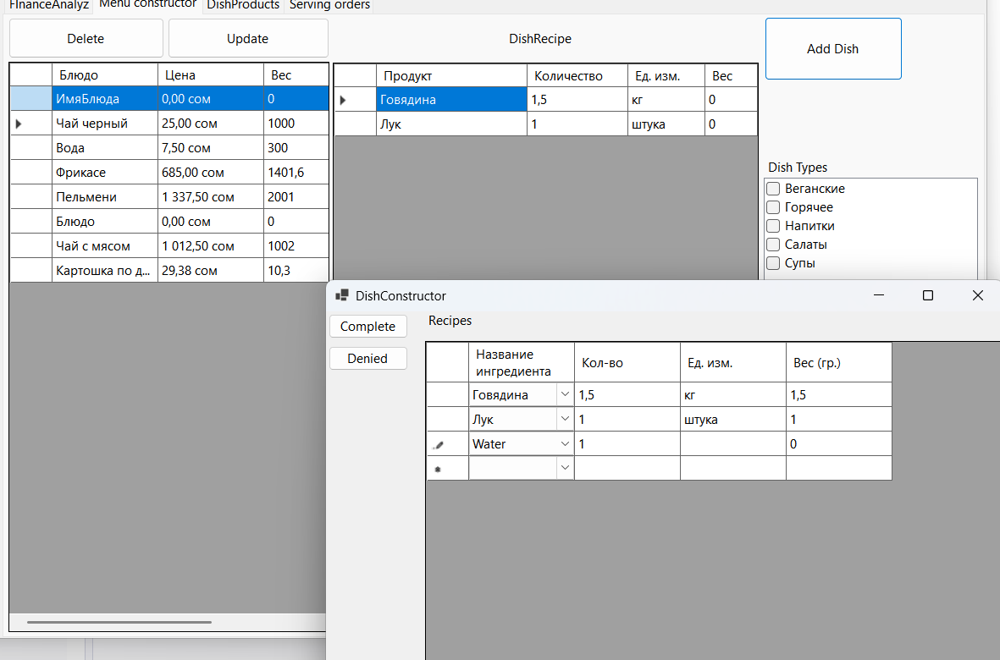 FinanceAnalyz Menu constructor DishProducts Serving orders
Delete Update DishRecipe Add Dish
Блюдо Цена Вес
ИмяБлюда 0,00 сом 0
Чай черный 25,00 сом 1000
Вода 7,50 сом 300
Фрикасе 685,00 сом 1401,6
Пельмени 1 337,50 сом 2001
Блюдо 0,00 сом 0
Чай с мясом 1 012,50 сом 1002
Картошка по д... 29,38 сом 10,3
Продукт Количество Ед. изм. Вес
Говядина 1,5 кг 0
Лук 1 штука 0
Dish Types
Веганские
Горячее
Напитки
Салаты
Супы
DishConstructor
Complete
Denied
Recipes
Название
ингредиента Кол-во Ед. изм. Вес (гр.)
Говядина 1,5 кг 1,5
Лук 1 штука 1
Water 1 0